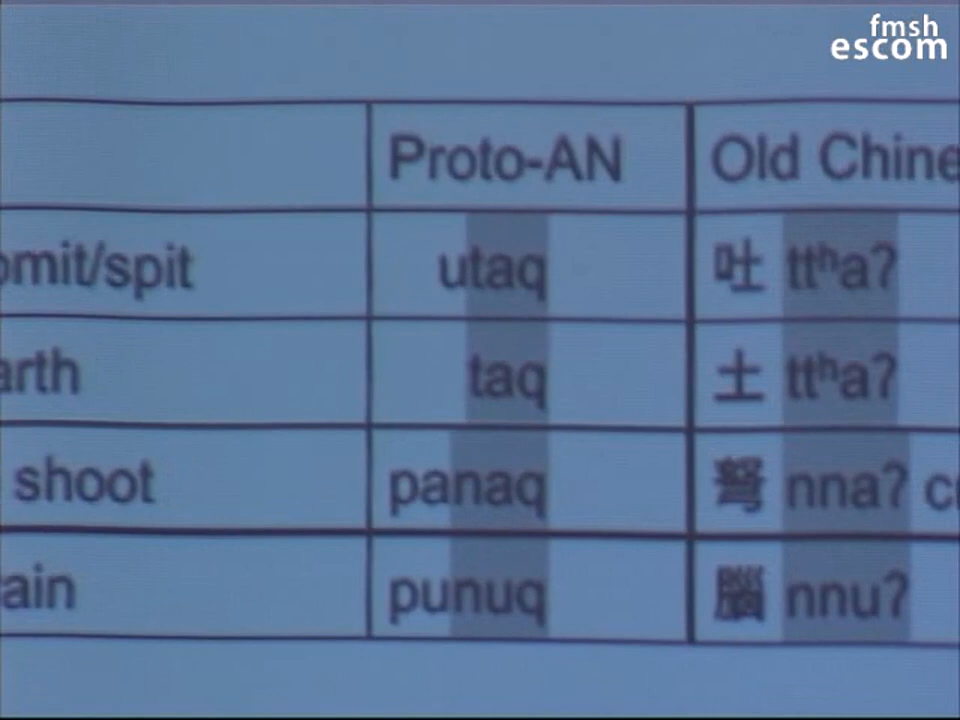 fmsh
escom
Proto-AN Old Chine
omit/spit utaq 吐 ttʰa?
arth taq 土 ttʰa?
shoot panaq 弩 nna? c
ain punuq 腦 nnu?